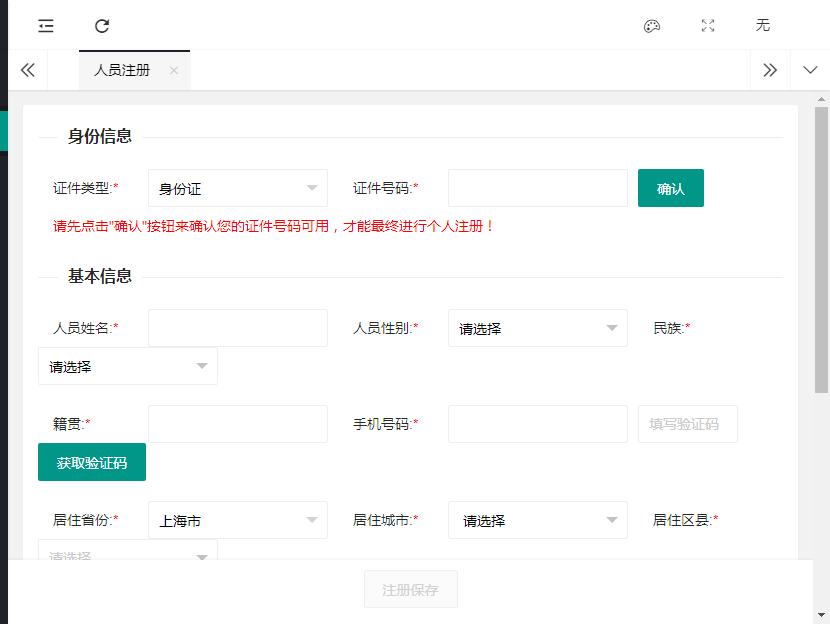 无
人员注册
身份信息
证件类型:* 身份证 证件号码:* 确认
请先点击"确认"按钮来确认您的证件号码可用，才能最终进行个人注册！
基本信息
人员姓名:* 人员性别:* 请选择 民族:*
请选择
籍贯:* 手机号码:* 填写验证码
获取验证码
居住省份:* 上海市 居住城市:* 请选择 居住区县:*
请选择
注册保存